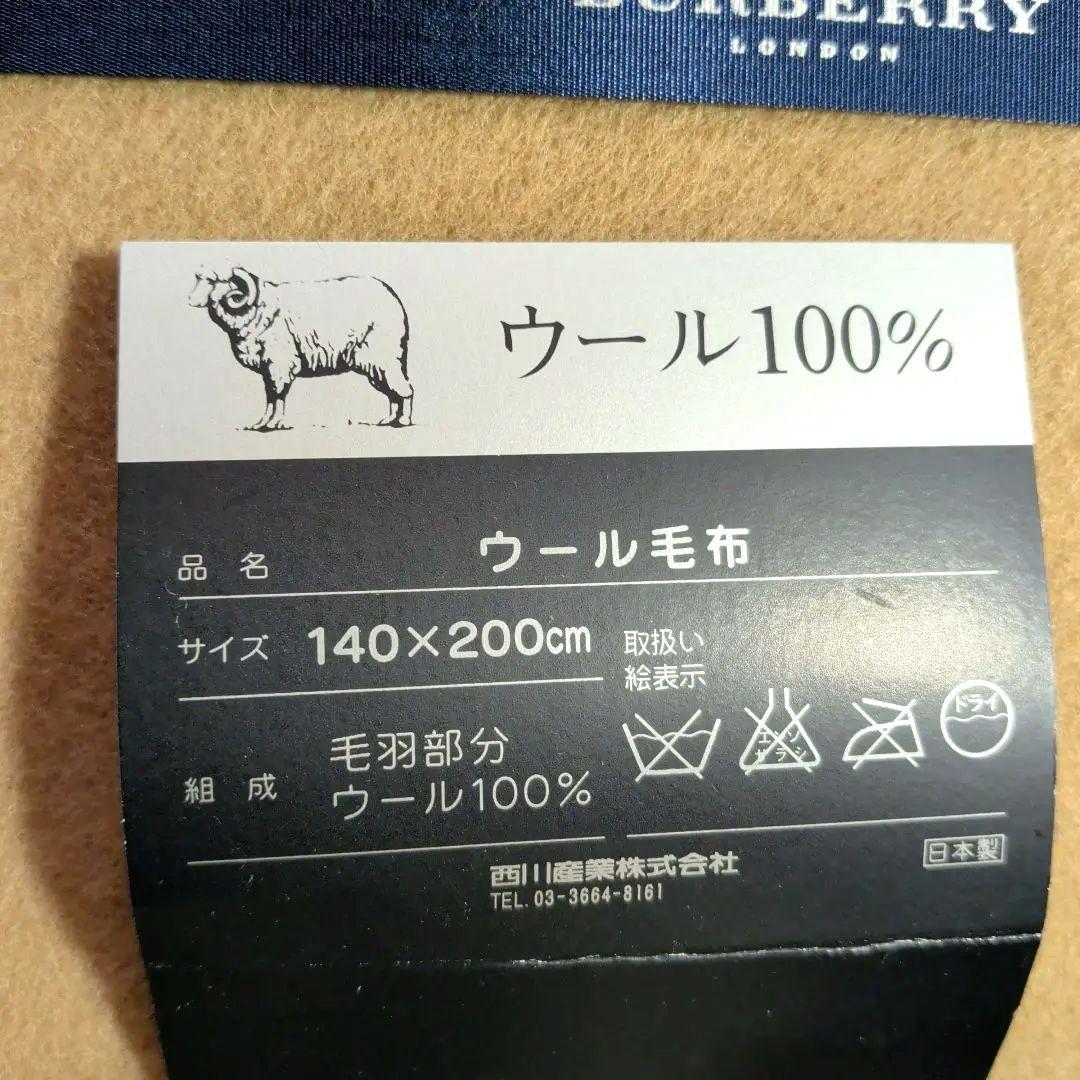 BURBERRY
LONDON
ウール100%
品名 ウール毛布
サイズ 140×200cm
取扱い
絵表示
エンソ
サラシ
ドライ
組成 毛羽部分
ウール100%
日本製
西川産業株式会社
TEL. 03-3664-8161